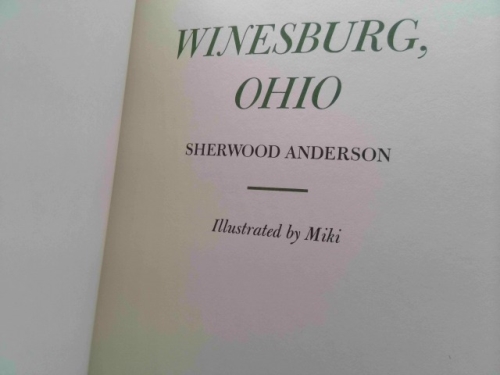 WINESBURG,
OHIO
SHERWOOD ANDERSON
Illustrated by Miki